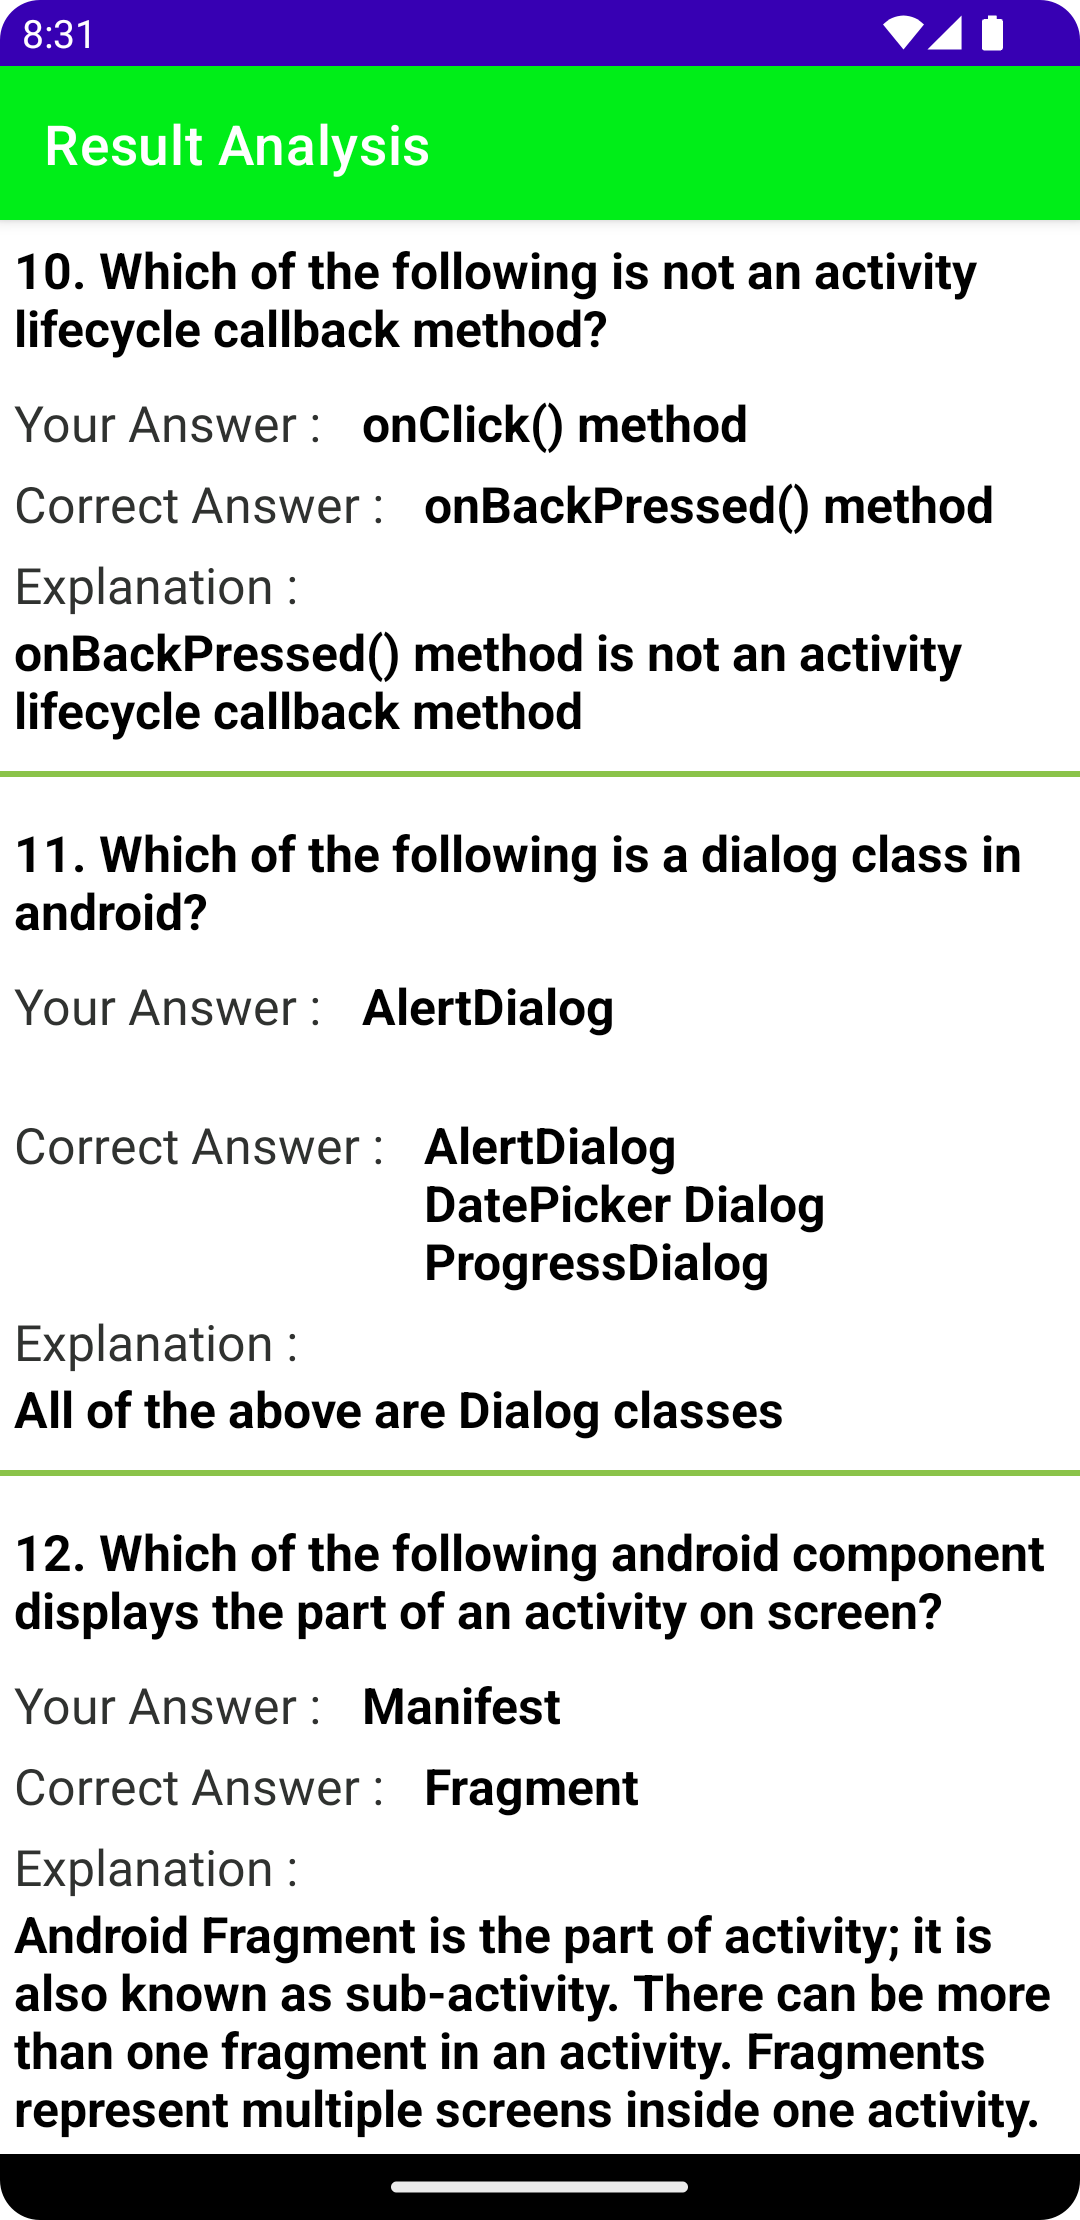 8:31
Result Analysis
10. Which of the following is not an activity
lifecycle callback method?
Your Answer : onClick() method
Correct Answer : onBackPressed() method
Explanation :
onBackPressed() method is not an activity
lifecycle callback method
11. Which of the following is a dialog class in
android?
Your Answer : AlertDialog
Correct Answer : AlertDialog
DatePicker Dialog
ProgressDialog
Explanation :
All of the above are Dialog classes
12. Which of the following android component
displays the part of an activity on screen?
Your Answer : Manifest
Correct Answer : Fragment
Explanation :
Android Fragment is the part of activity; it is
also known as sub-activity. There can be more
than one fragment in an activity. Fragments
represent multiple screens inside one activity.